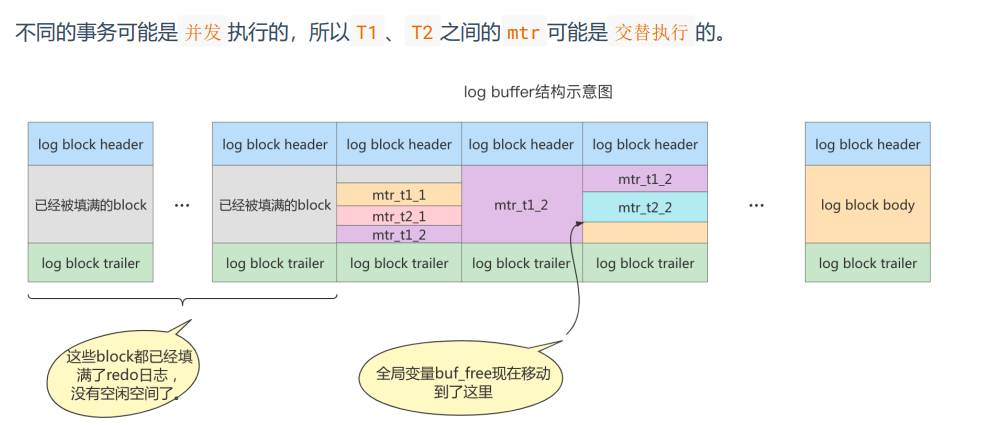 不同的事务可能是 并发 执行的，所以 T1 、 T2 之间的 mtr 可能是 交替执行 的。
log buffer结构示意图
log block header
log block header
log block header
log block header
log block header
log block header
已经被填满的block
...
已经被填满的block
mtr_t1_1
mtr_t2_1
mtr_t1_2
mtr_t1_2
mtr_t1_2
mtr_t2_2
...
log block body
log block trailer
log block trailer
log block trailer
log block trailer
log block trailer
log block trailer
这些block都已经填
满了redo日志，
没有空闲空间了。
全局变量buf_free现在移动
到了这里